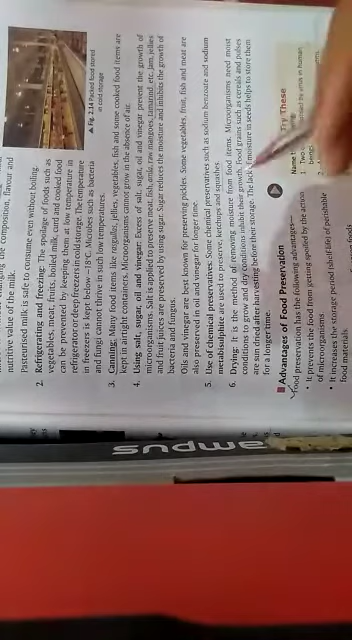 the composition, flavour and
nutritive value of the milk.
Pasteurised milk is safe to consume even without boiling.
2. Refrigerating and freezing: The spoilage of foods such as
vegetables, meat, fruits, boiled milk, and any cooked food
can be prevented by keeping them at low temperature in
refrigerator or deep freezers in cold storage. The temperature
in freezers is kept below –18°C. Microbes such as bacteria
and fungi cannot thrive in such low temperatures.
▲ Fig. 2.14 Packed food stored
in cold storage
3. Canning: Many food items like rasgullas, jellies, vegetables, fish and some cooked food items are
kept in airtight containers. Microorganisms cannot grow in the absence of air.
4. Using salt, sugar, oil and vinegar: Excess of salt, sugar, oil and vinegar prevent the growth of
microorganisms. Salt is applied to preserve meat, fish, amla, raw mangoes, tamarind, etc. Jam, jellies
and fruit juices are preserved by using sugar. Sugar reduces the moisture and inhibits the growth of
bacteria and fungus.
Oils and vinegar are best known for preserving pickles. Some vegetables, fruit, fish and meat are
also preserved in oil and vinegar for longer time.
5. Use of preservatives: Some chemical preservatives such as sodium benzoate and sodium
metabisulphite are used to preserve, ketchups and squashes.
6. Drying: It is the method of removing moisture from food items. Microorganisms need moist
conditions to grow and dry conditions inhibit their growth. Food grains such as cereals and pulses
are sun dried after harvesting before their storage. The lack of moisture in seeds helps to store them
for a longer time.
Advantages of Food Preservation
Food preservation has the following advantages—
• It prevents the food from getting spoiled by the action
of microorganisms.
• It increases the storage period (shelf-life) of perishable
food materials.
Try These
Name t
1. Two by virus in human
beings
2.
campus